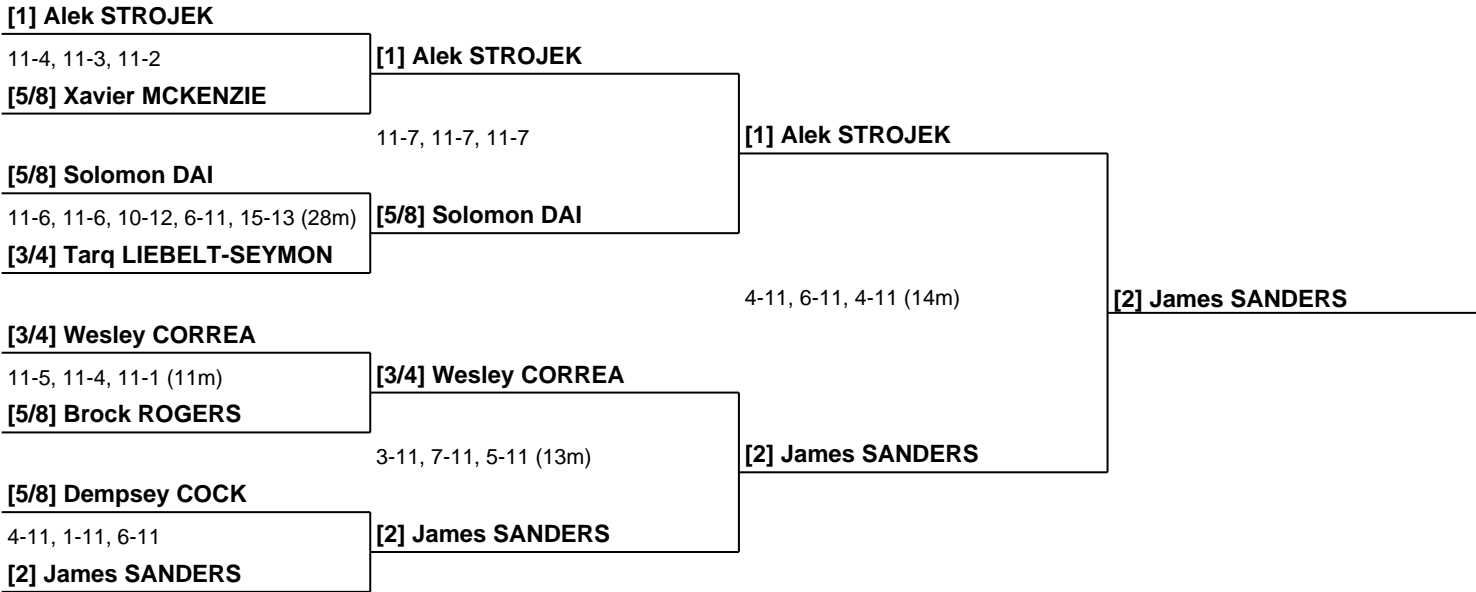 [1] Alek STROJEK
11-4, 11-3, 11-2
[5/8] Xavier MCKENZIE
[5/8] Solomon DAI
11-6, 11-6, 10-12, 6-11, 15-13 (28m)
[3/4] Tarq LIEBELT-SEYMON
[3/4] Wesley CORREA
11-5, 11-4, 11-1 (11m)
[5/8] Brock ROGERS
[5/8] Dempsey COCK
4-11, 1-11, 6-11
[2] James SANDERS
[1] Alek STROJEK
11-7, 11-7, 11-7
[5/8] Solomon DAI
[3/4] Wesley CORREA
3-11, 7-11, 5-11 (13m)
[2] James SANDERS
[1] Alek STROJEK
4-11, 6-11, 4-11 (14m)
[2] James SANDERS
[2] James SANDERS